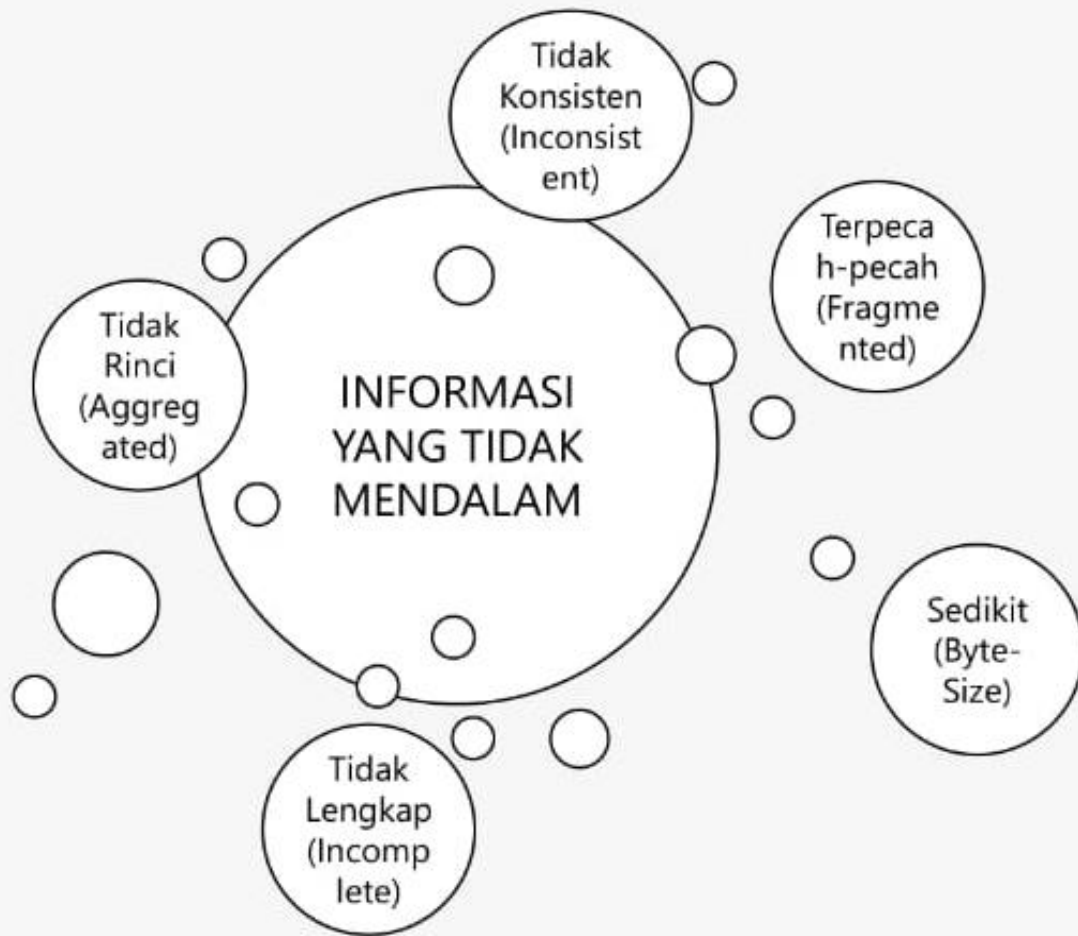 Tidak
Konsisten
(Inconsist
ent)
Terpeca
h-pecah
(Fragme
nted)
Tidak
Rinci
(Aggreg
ated)
INFORMASI
YANG TIDAK
MENDALAM
Sedikit
(Byte-
Size)
Tidak
Lengkap
(Incomp
lete)